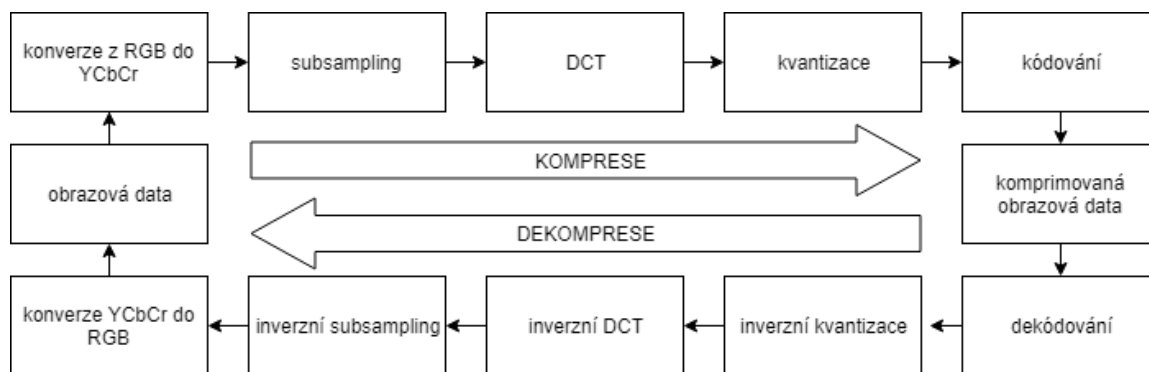 konverze z RGB do
YCbCr
subsampling
DCT
kvantizace
kódování
KOMPRESE
obrazová data
komprimovaná
obrazová data
DEKOMPRESE
konverze YCbCr do
RGB
inverzní subsampling
inverzní DCT
inverzní kvantizace
dekódování